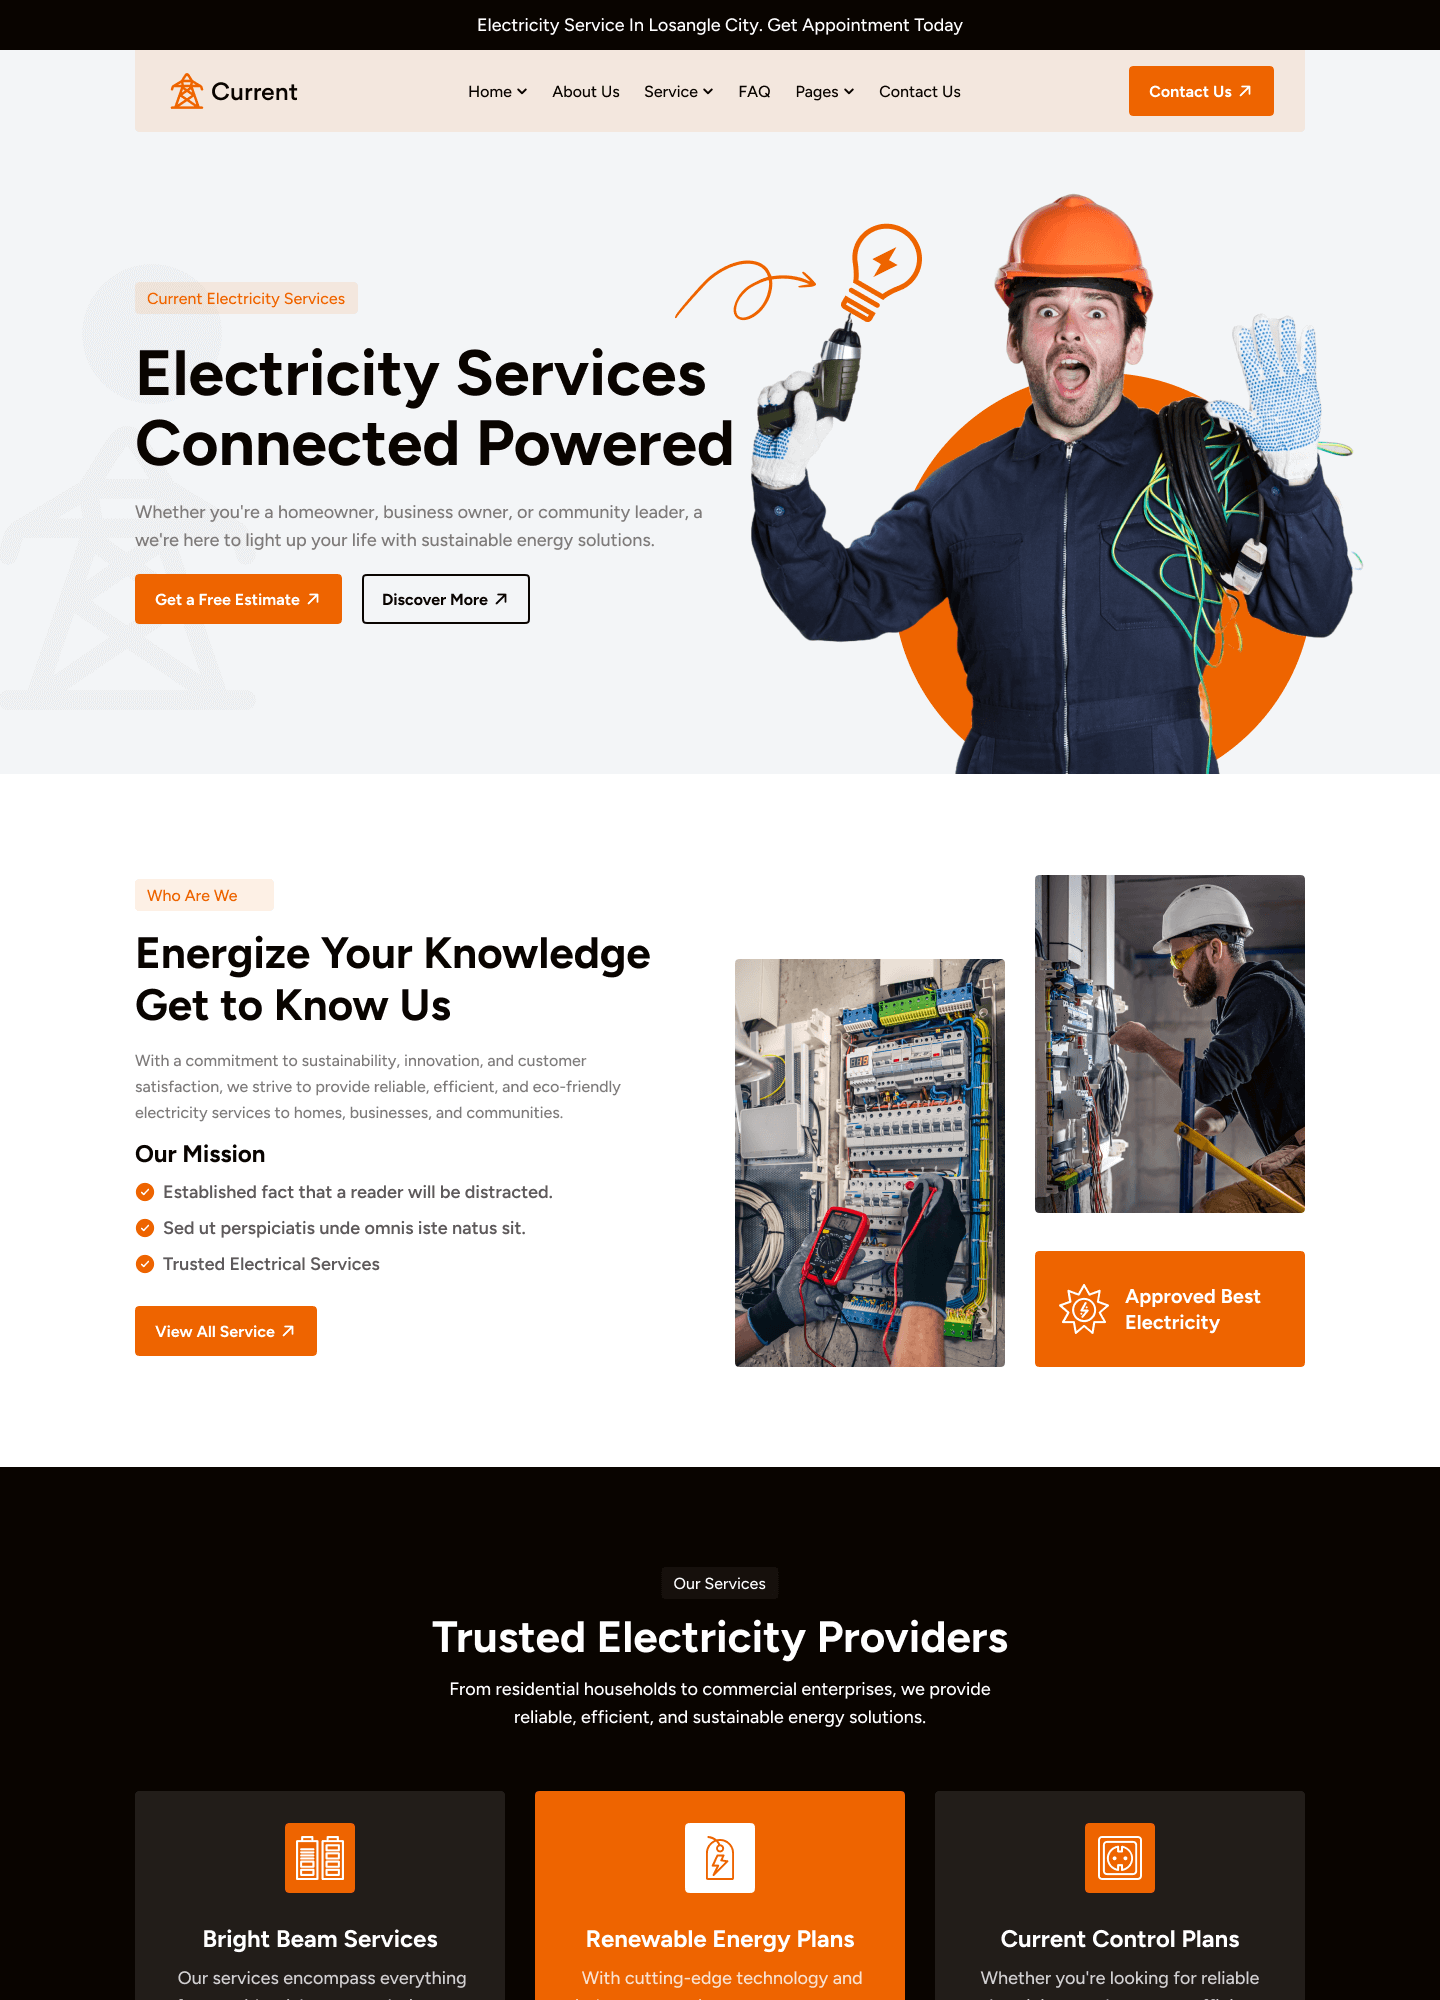 Electricity Service In Losangle City. Get Appointment Today
Current
Home
About Us
Service
FAQ
Pages
Contact Us
Contact Us
Current Electricity Services
Electricity Services
Connected Powered
Whether you're a homeowner, business owner, or community leader, a
we're here to light up your life with sustainable energy solutions.
Get a Free Estimate
Discover More
Who Are We
Energize Your Knowledge
Get to Know Us
With a commitment to sustainability, innovation, and customer
satisfaction, we strive to provide reliable, efficient, and eco-friendly
electricity services to homes, businesses, and communities.
Our Mission
Established fact that a reader will be distracted.
Sed ut perspiciatis unde omnis iste natus sit.
Trusted Electrical Services
View All Service
Approved Best
Electricity
Our Services
Trusted Electricity Providers
From residential households to commercial enterprises, we provide
reliable, efficient, and sustainable energy solutions.
Bright Beam Services
Our services encompass everything
Renewable Energy Plans
With cutting-edge technology and
Current Control Plans
Whether you're looking for reliable